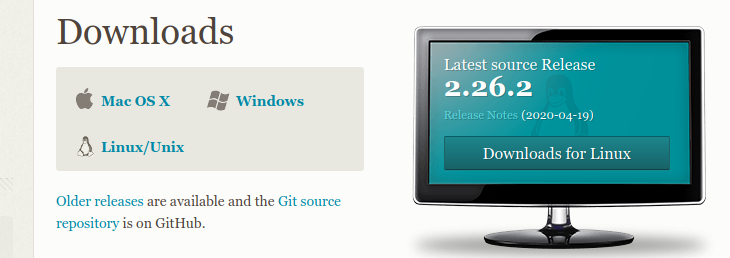 Downloads
Mac OS X
Windows
Linux/Unix
Older releases are available and the Git source
repository is on GitHub.
Latest source Release
2.26.2
Release Notes (2020-04-19)
Downloads for Linux